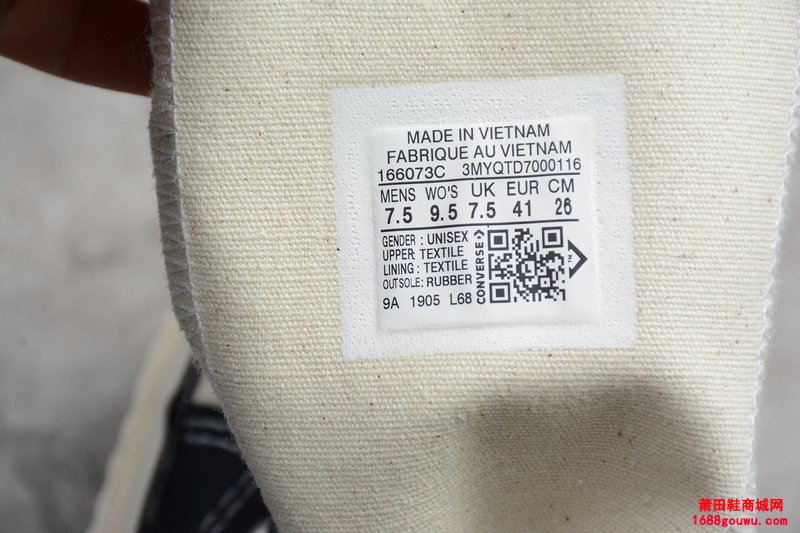 MADE IN VIETNAM
FABRIQUE AU VIETNAM
166073C 3MYQTD7000116
MENS WO'S UK EUR CM
7.5 9.5 7.5 41 26
GENDER : UNISEX
UPPER: TEXTILE
LINING : TEXTILE
OUTSOLE: RUBBER
9A 1905 L68
CONVERSE
莆田鞋商城网
1688gouwu.com